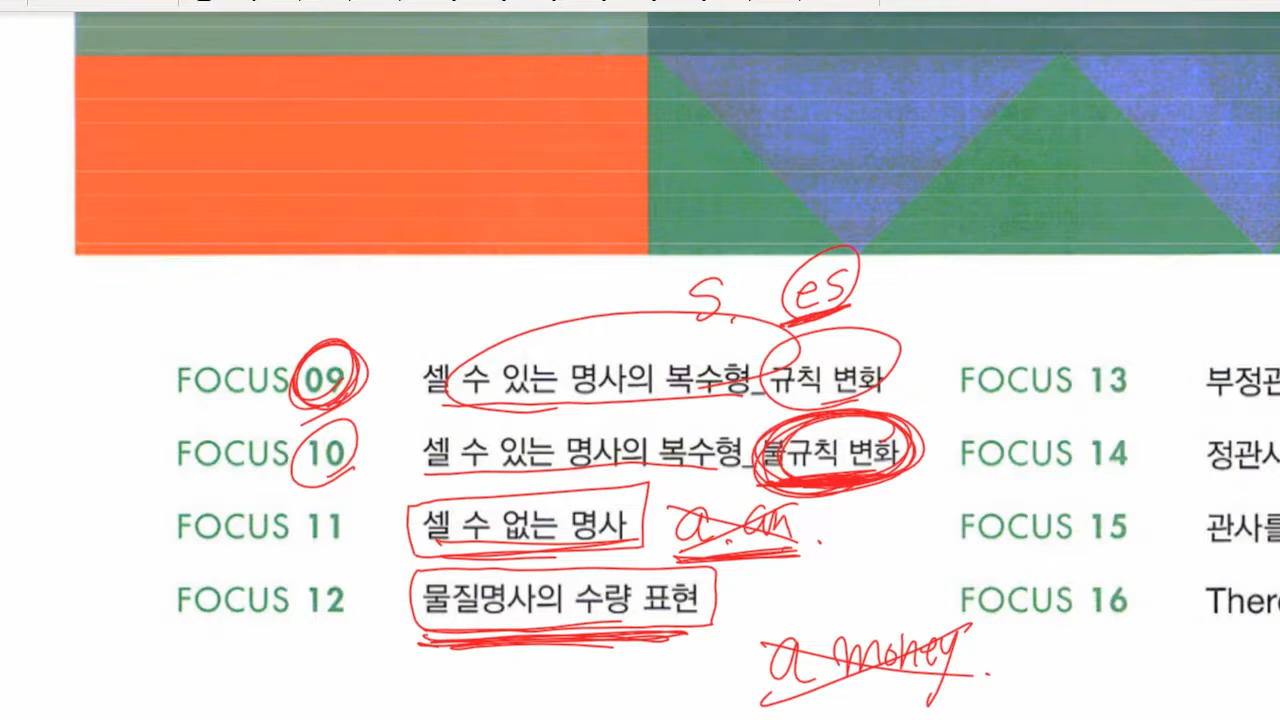 s. es
FOCUS 09 셀 수 있는 명사의 복수형_규칙 변화
FOCUS 10 셀 수 있는 명사의 복수형_불규칙 변화
FOCUS 11 셀 수 없는 명사 a. an.
FOCUS 12 물질명사의 수량 표현
a money.
FOCUS 13 부정관
FOCUS 14 정관사
FOCUS 15 관사를
FOCUS 16 There